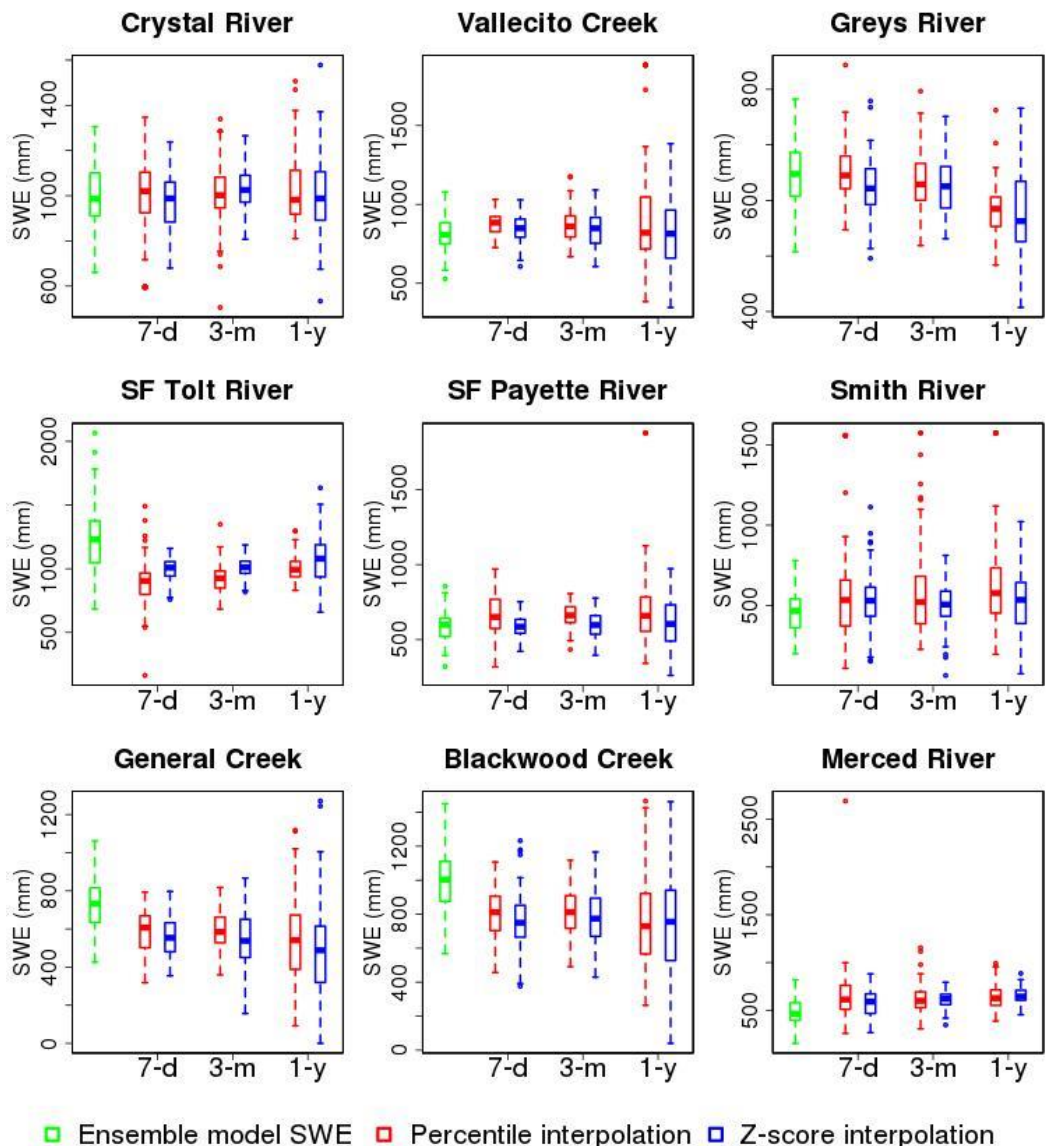 Crystal River
Vallecito Creek
Greys River
SWE (mm)
600
1000
1400
7-d
3-m
1-y
SWE (mm)
500
1000
1500
7-d
3-m
1-y
SWE (mm)
400
600
800
7-d
3-m
1-y
SF Tolt River
SF Payette River
Smith River
SWE (mm)
500
1000
2000
7-d
3-m
1-y
SWE (mm)
500
1000
1500
7-d
3-m
1-y
SWE (mm)
500
1000
1500
7-d
3-m
1-y
General Creek
Blackwood Creek
Merced River
SWE (mm)
0
400
800
1200
7-d
3-m
1-y
SWE (mm)
0
400
800
1200
7-d
3-m
1-y
SWE (mm)
500
1500
2500
7-d
3-m
1-y
Ensemble model SWE
Percentile interpolation
Z-score interpolation